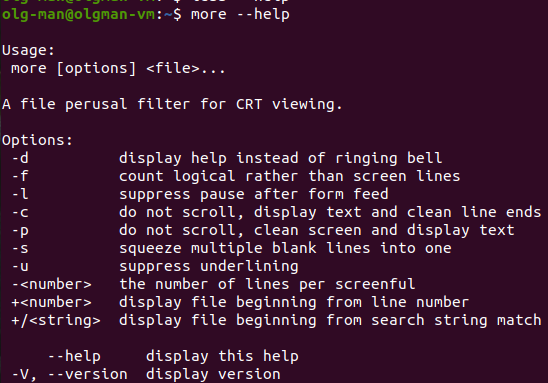 olg-man@olgman-vm:~$ more --help

Usage:
 more [options] <file>...

A file perusal filter for CRT viewing.

Options:
 -d          display help instead of ringing bell
 -f          count logical rather than screen lines
 -l          suppress pause after form feed
 -c          do not scroll, display text and clean line ends
 -p          do not scroll, clean screen and display text
 -s          squeeze multiple blank lines into one
 -u          suppress underlining
 -<number>   the number of lines per screenful
 +<number>   display file beginning from line number
 +/<string>  display file beginning from search string match

     --help     display this help
 -V, --version  display version